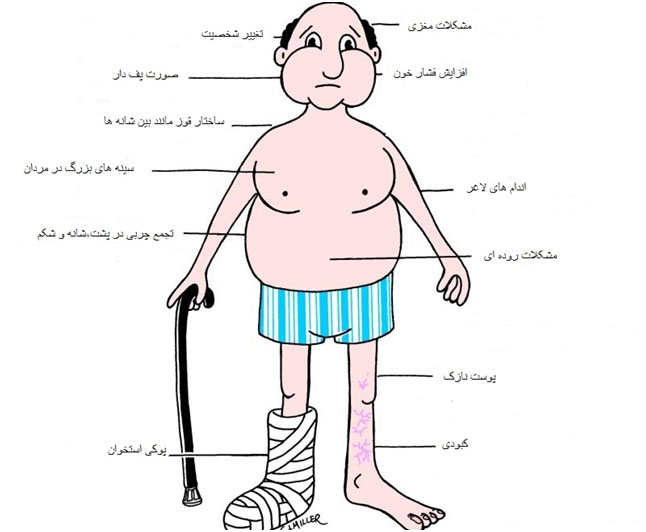 مشکلات مغزی
تغییر شخصیت
افزایش فشار خون
صورت پف دار
ساختار قوز مانند بین شانه ها
سینه های بزرگ در مردان
اندام های لاغر
تجمع چربی در پشت،شانه و شکم
مشکلات روده ای
پوست نازک
کبودی
پوکی استخوان
J.MILLER